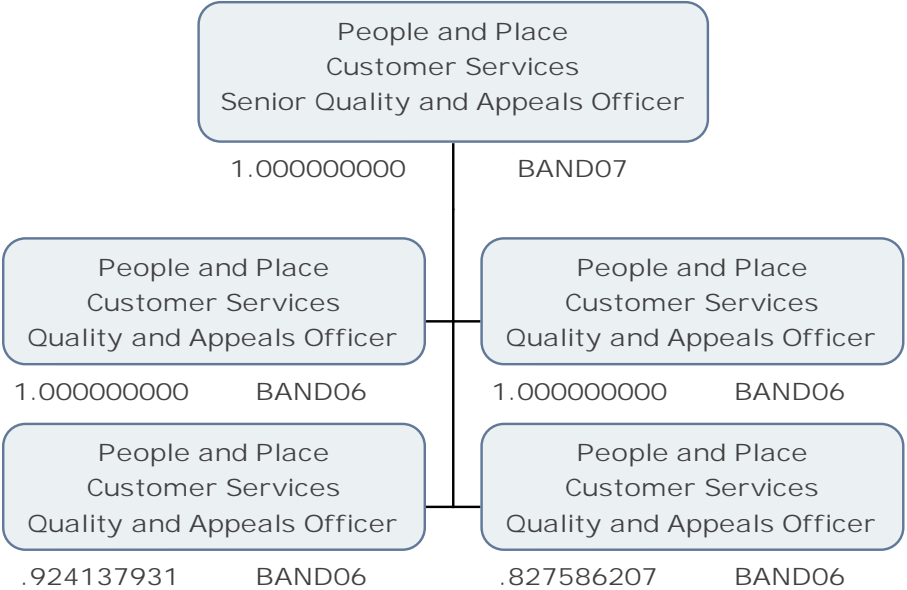 People and Place
Customer Services
Senior Quality and Appeals Officer
1.000000000 BAND07
People and Place
Customer Services
Quality and Appeals Officer
1.000000000 BAND06
People and Place
Customer Services
Quality and Appeals Officer
1.000000000 BAND06
People and Place
Customer Services
Quality and Appeals Officer
.924137931 BAND06
People and Place
Customer Services
Quality and Appeals Officer
.827586207 BAND06